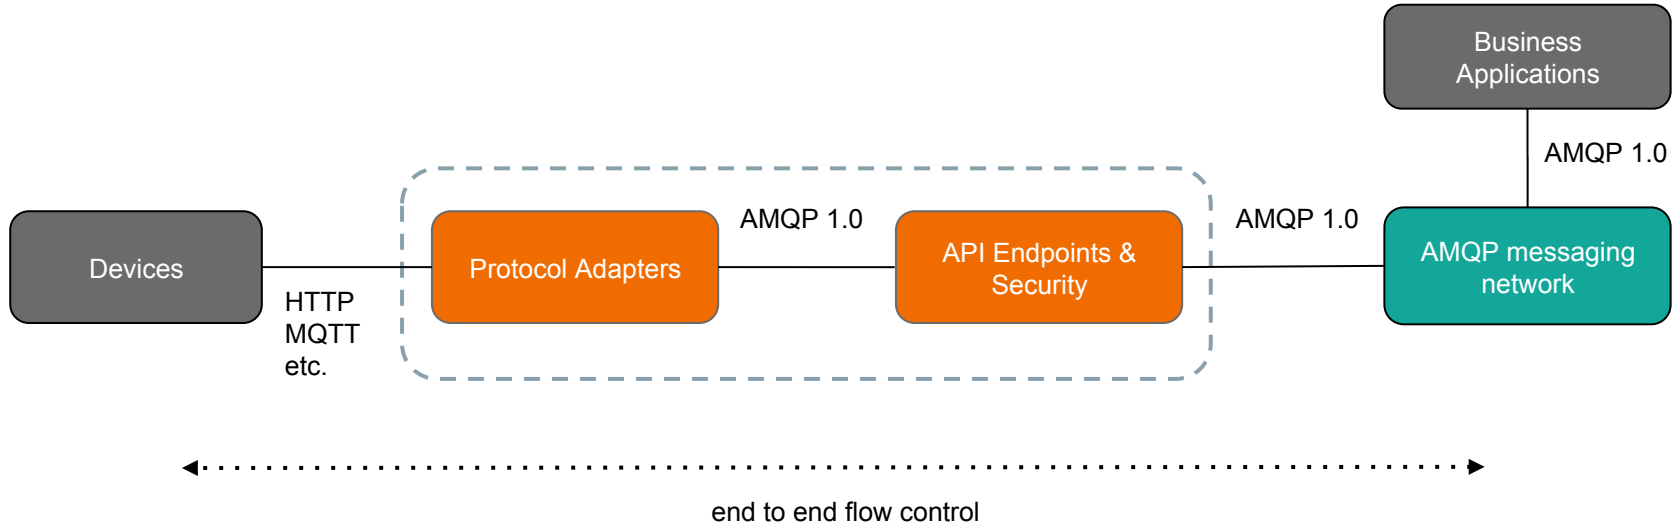 Business
Applications
AMQP 1.0
Devices
HTTP
MQTT
etc.
Protocol Adapters
AMQP 1.0
API Endpoints &
Security
AMQP 1.0
AMQP messaging
network
end to end flow control